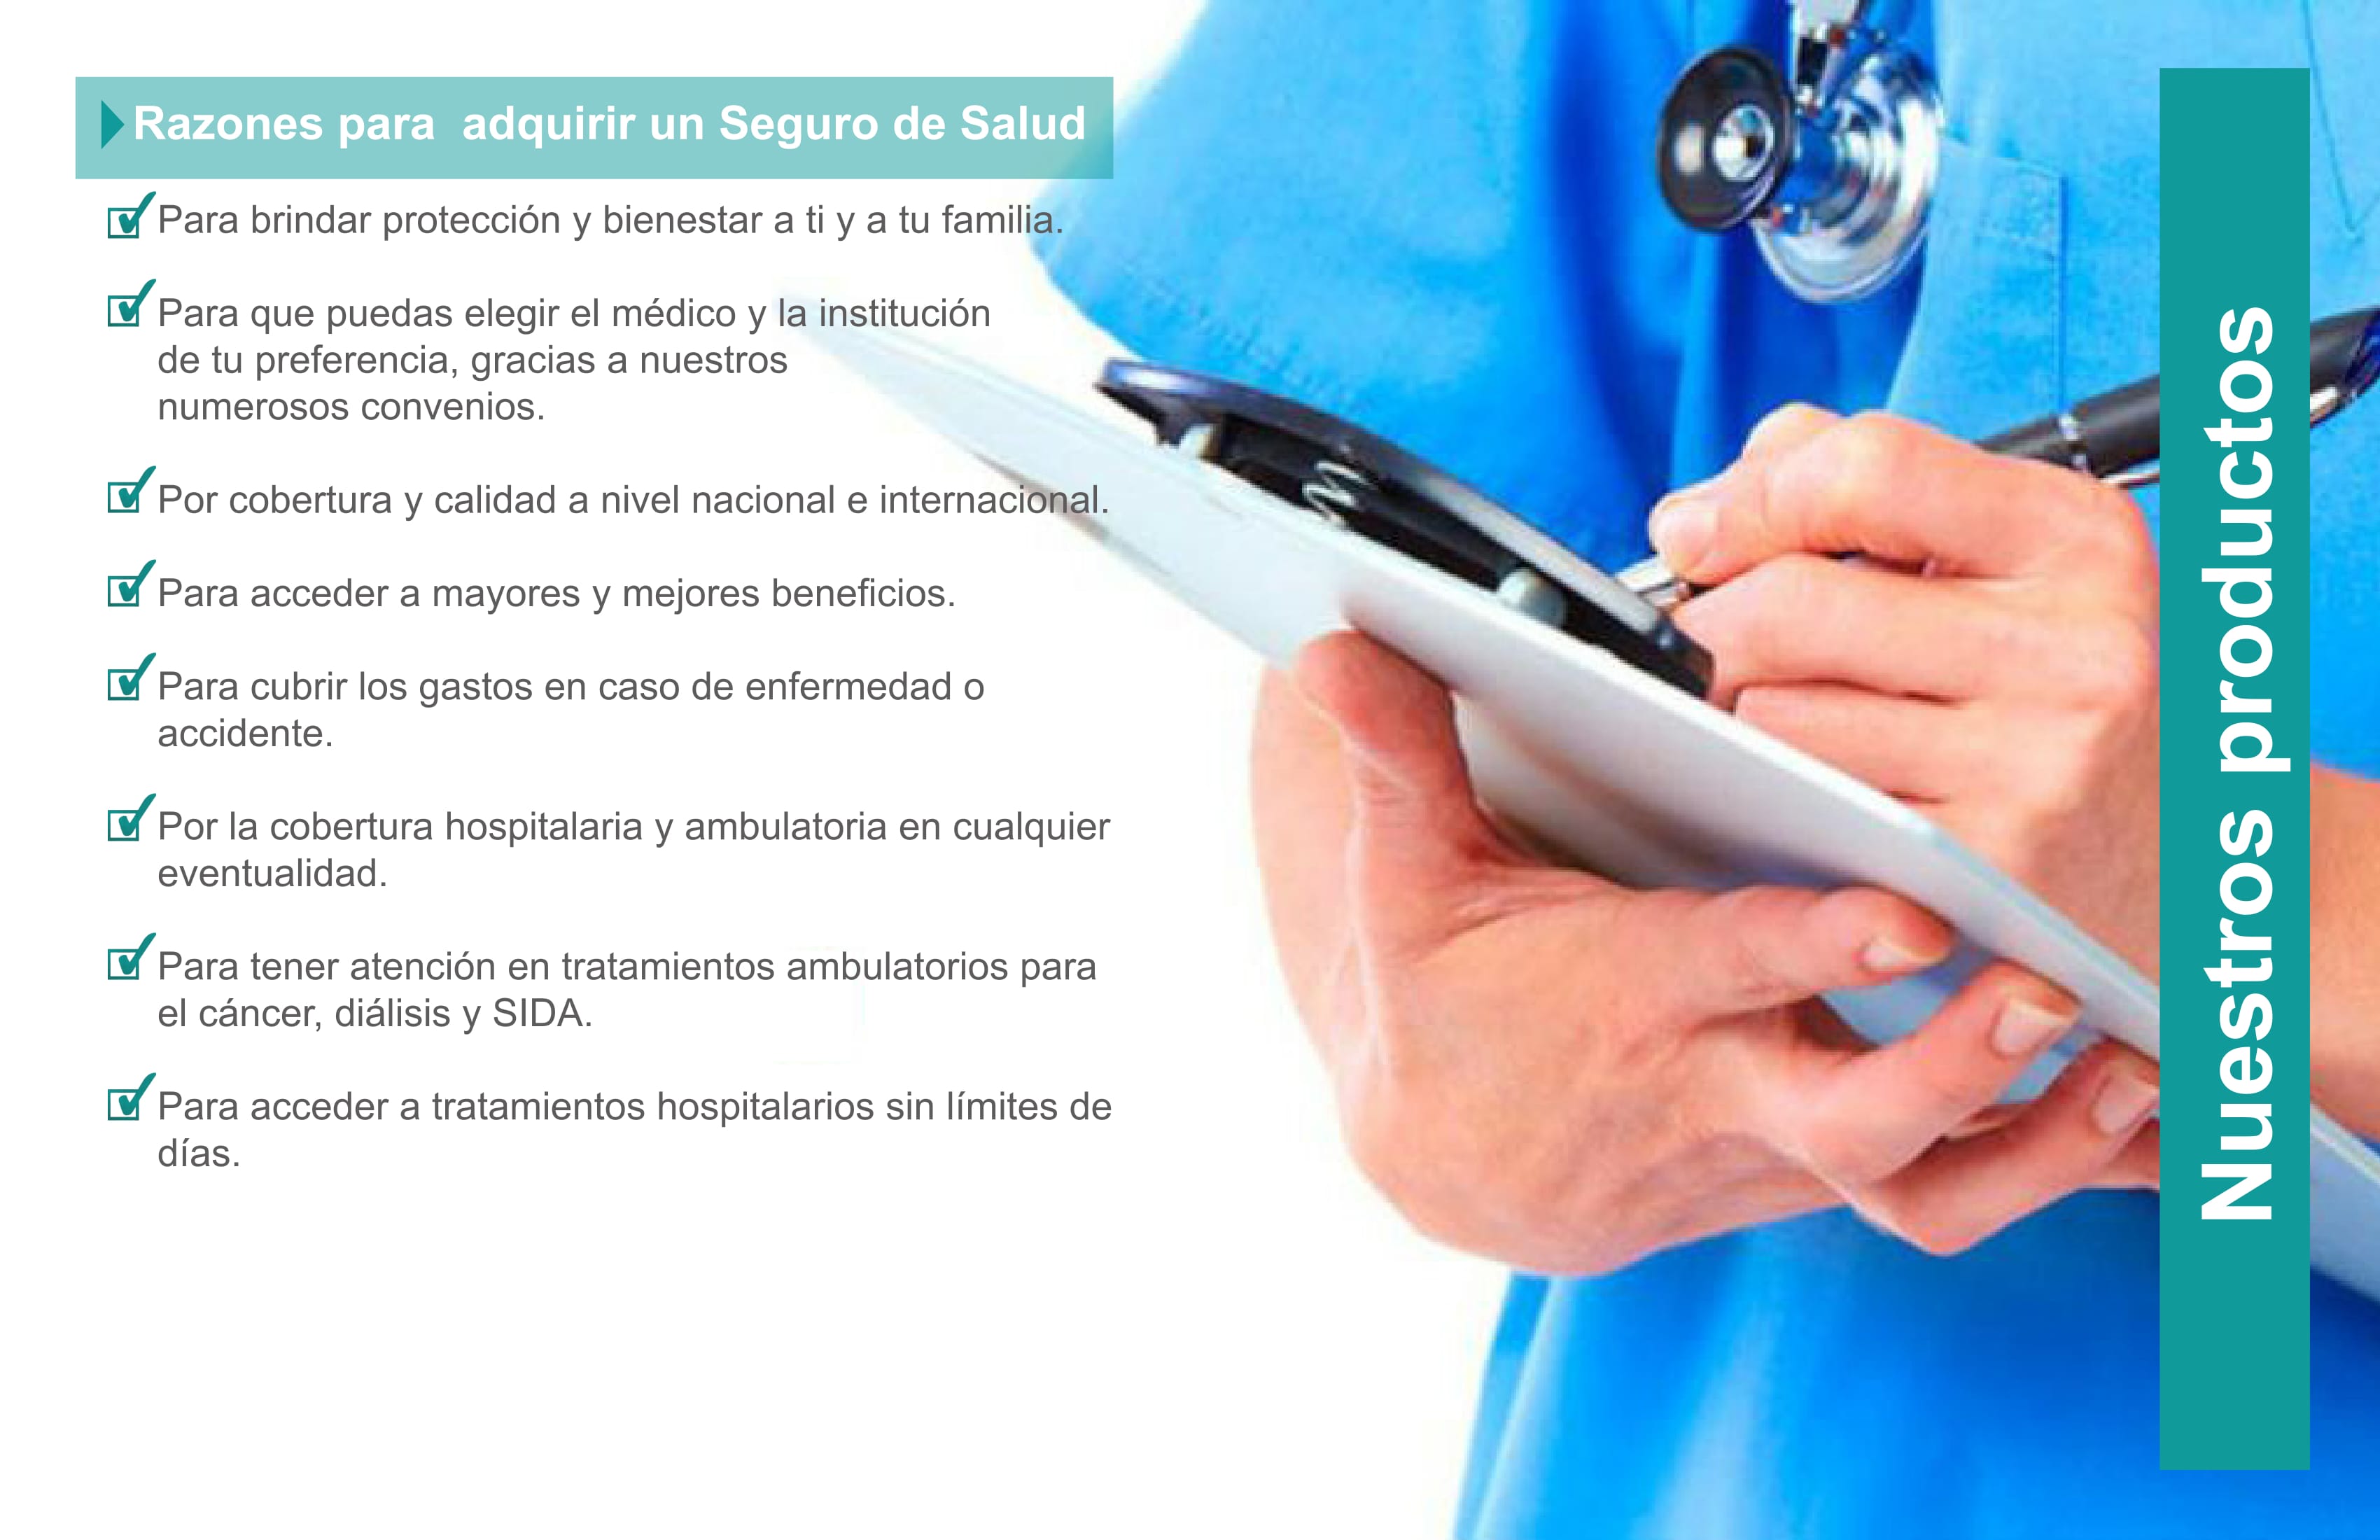 Razones para  adquirir un Seguro de Salud
Para brindar protección y bienestar a ti y a tu familia.
Para que puedas elegir el médico y la institución
de tu preferencia, gracias a nuestros
numerosos convenios.
Por cobertura y calidad a nivel nacional e internacional.
Para acceder a mayores y mejores beneficios.
Para cubrir los gastos en caso de enfermedad o
accidente.
Por la cobertura hospitalaria y ambulatoria en cualquier
eventualidad.
Para tener atención en tratamientos ambulatorios para
el cáncer, diálisis y SIDA.
Para acceder a tratamientos hospitalarios sin límites de
días.
Nuestros productos